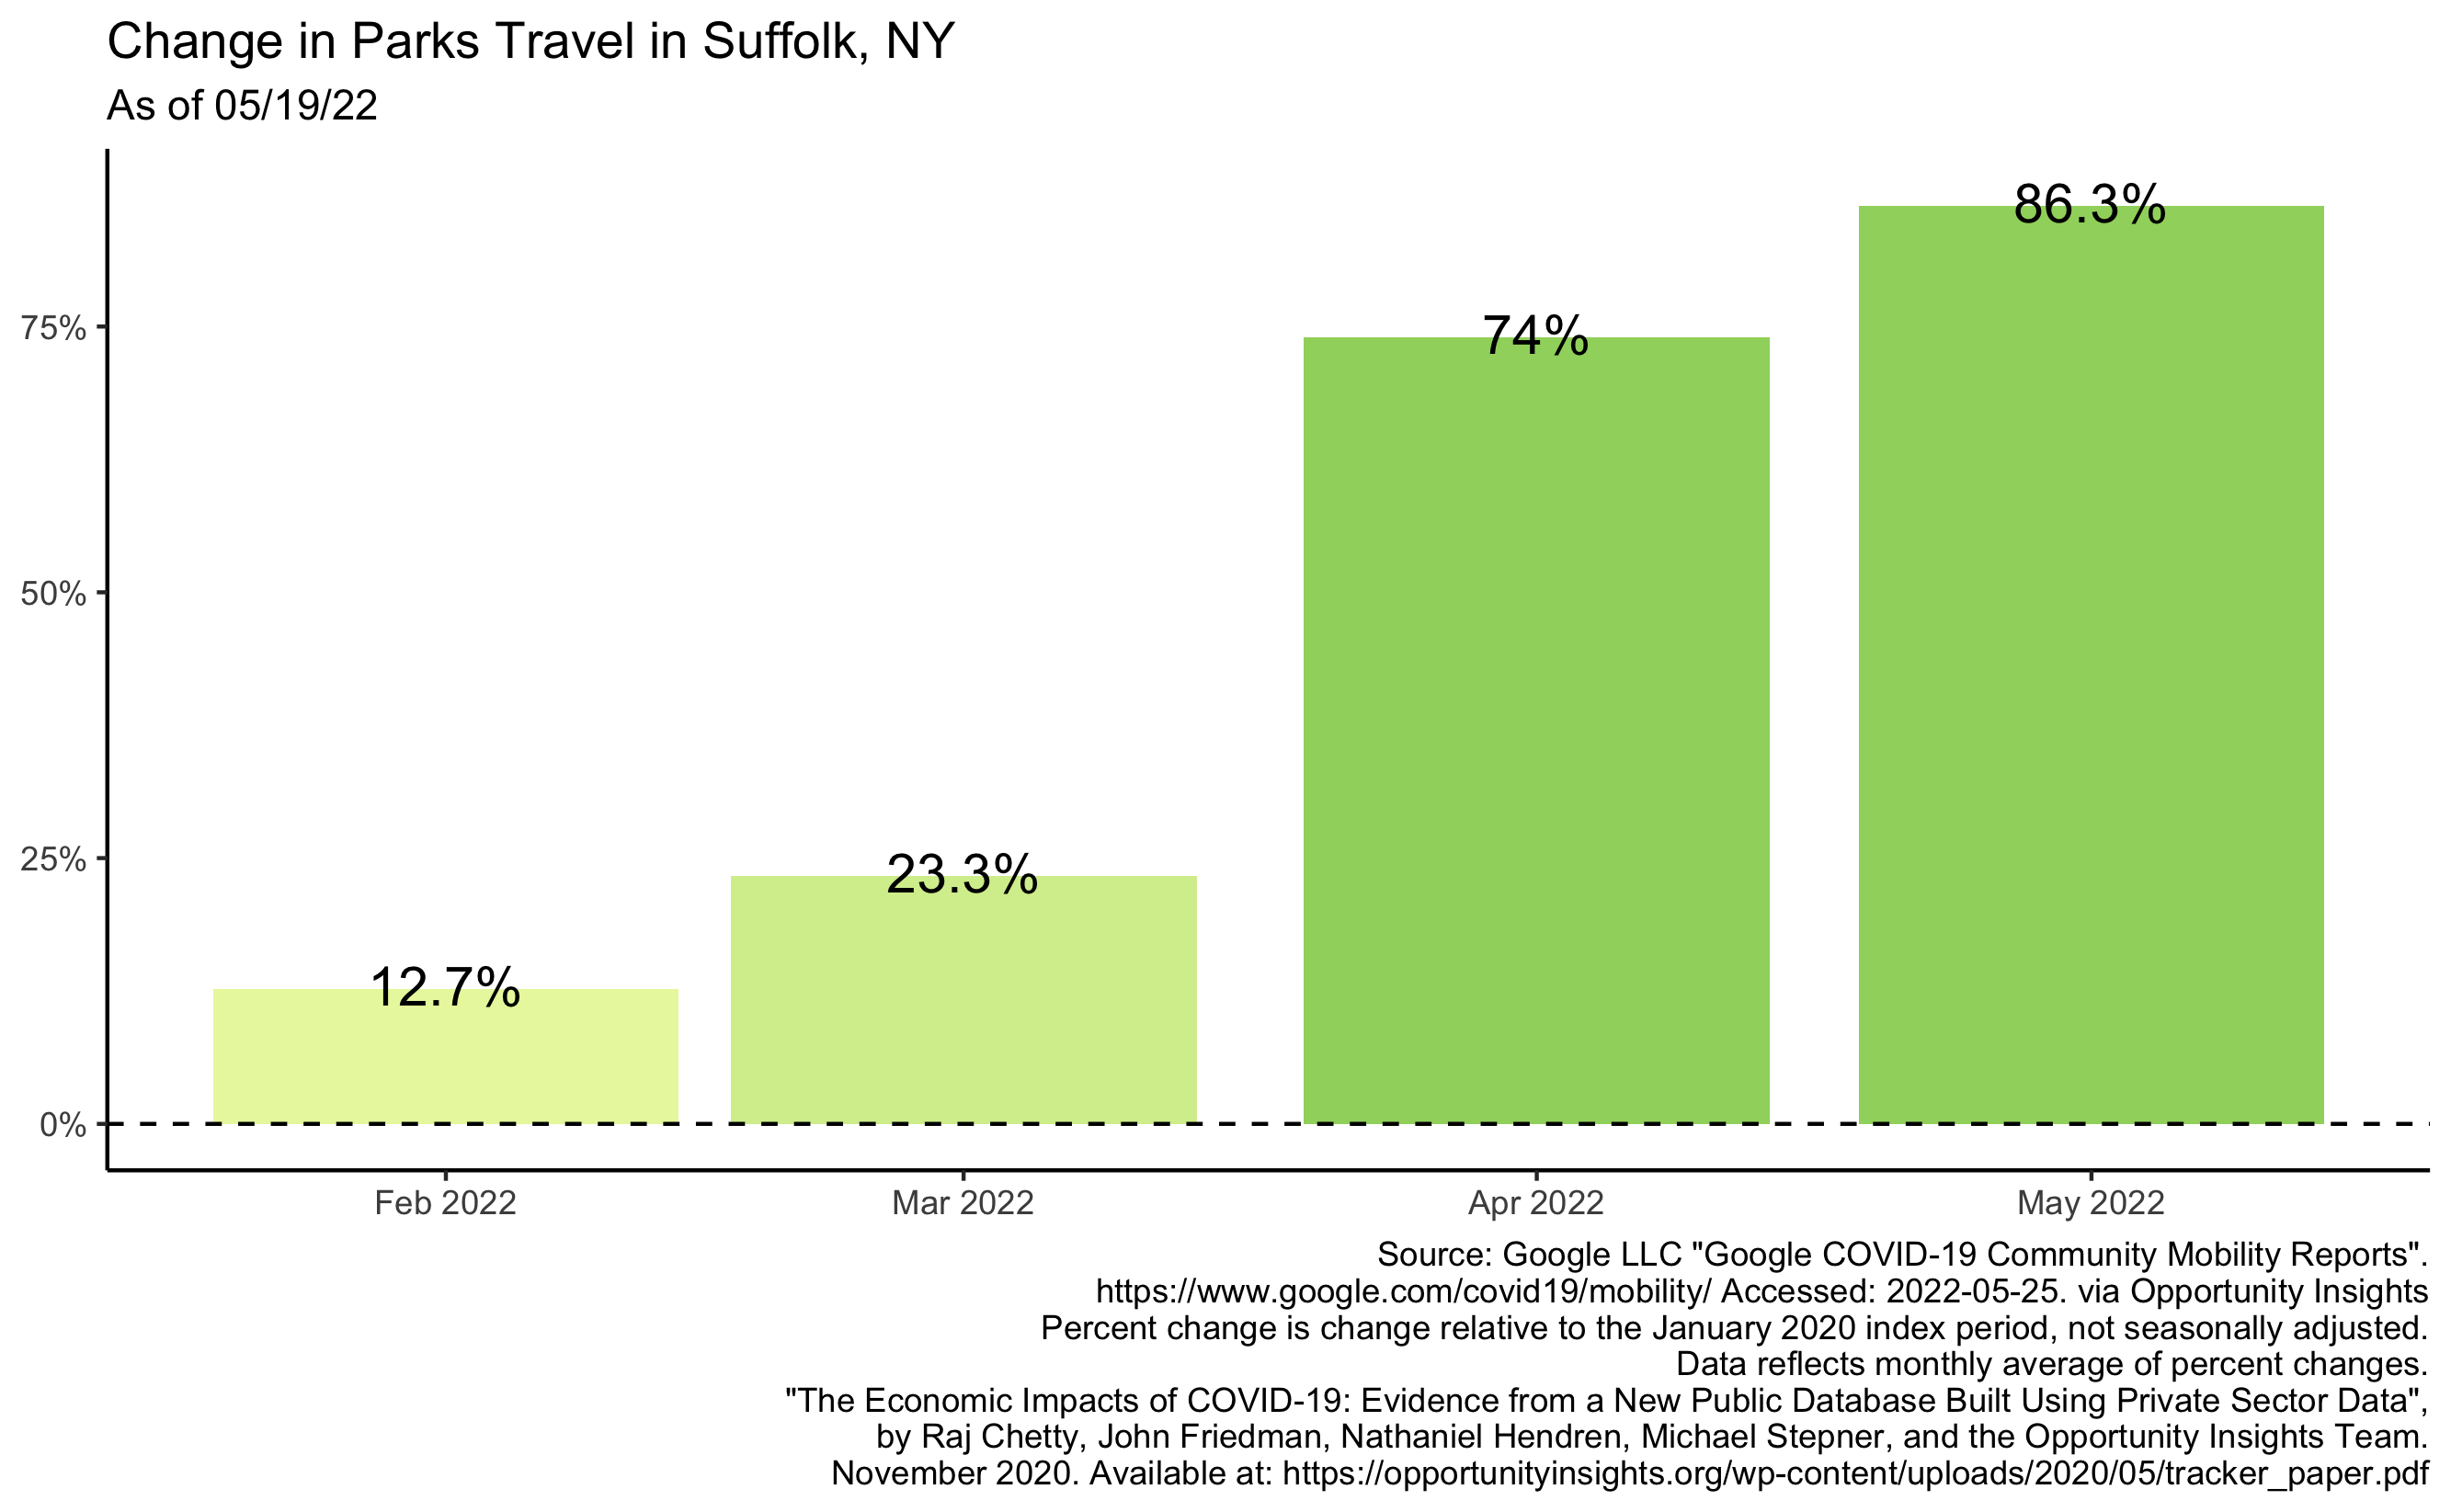 Change in Parks Travel in Suffolk, NY
As of 05/19/22
86.3%
75%
74%
50%
25%
23.3%
12.7%
0%
Feb 2022
Mar 2022
Apr 2022
May 2022
Source: Google LLC "Google COVID-19 Community Mobility Reports".
https://www.google.com/covid19/mobility/ Accessed: 2022-05-25. via Opportunity Insights
Percent change is change relative to the January 2020 index period, not seasonally adjusted.
Data reflects monthly average of percent changes.
"The Economic Impacts of COVID-19: Evidence from a New Public Database Built Using Private Sector Data",
by Raj Chetty, John Friedman, Nathaniel Hendren, Michael Stepner, and the Opportunity Insights Team.
November 2020. Available at: https://opportunityinsights.org/wp-content/uploads/2020/05/tracker_paper.pdf